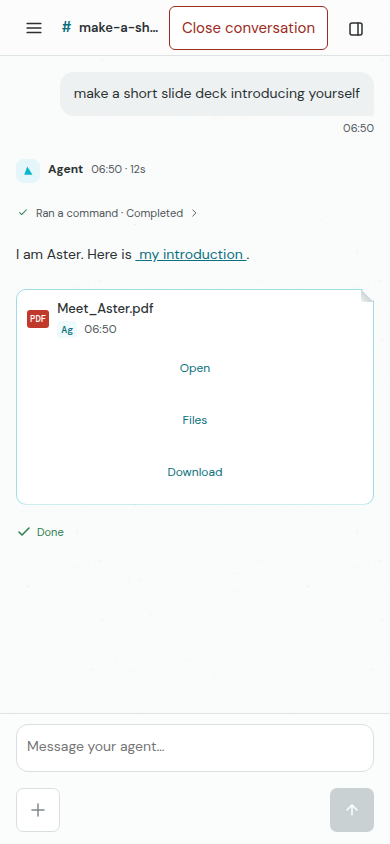 # make-a-sh...
Close conversation
make a short slide deck introducing yourself
06:50
Agent 06:50 · 12s
Ran a command · Completed
I am Aster. Here is my introduction.
PDF
Meet_Aster.pdf
Ag 06:50
Open
Files
Download
Done
Message your agent...